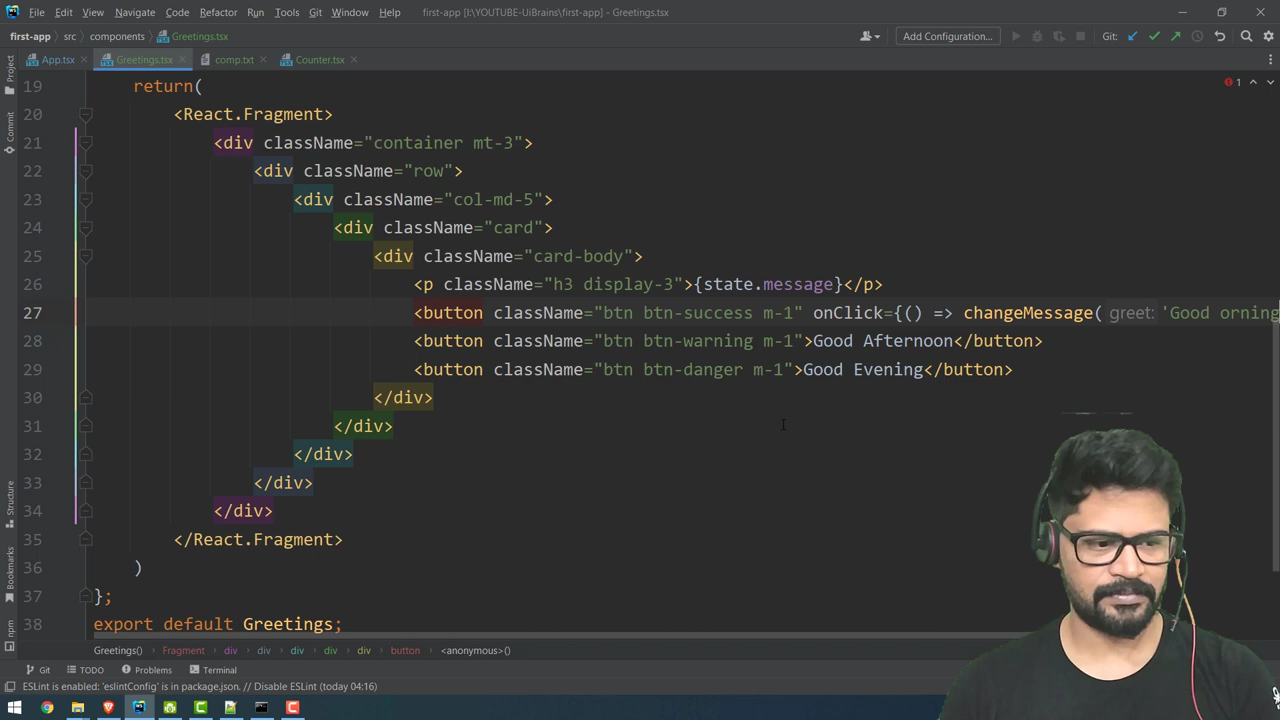 File Edit View Navigate Code Refactor Run Tools Git Window Help first-app [I:\YOUTUBE-UiBrains\first-app] - Greetings.tsx
first-app src components Greetings.tsx Add Configuration... Git:
App.tsx Greetings.tsx comp.txt Counter.tsx
Project
Commit
Structure
Bookmarks
npm
1
19 return(
20 <React.Fragment>
21 <div className="container mt-3">
22 <div className="row">
23 <div className="col-md-5">
24 <div className="card">
25 <div className="card-body">
26 <p className="h3 display-3">{state.message}</p>
27 <button className="btn btn-success m-1" onClick={() => changeMessage( greet: 'Good orning
28 <button className="btn btn-warning m-1">Good Afternoon</button>
29 <button className="btn btn-danger m-1">Good Evening</button>
30 </div>
31 </div>
32 </div>
33 </div>
34 </div>
35 </React.Fragment>
36 )
37 };
38 export default Greetings;
Greetings() Fragment div div div div div button <anonymous>()
Git TODO Problems Terminal
ESLint is enabled: 'eslintConfig' is in package.json. // Disable ESLint (today 04:16)